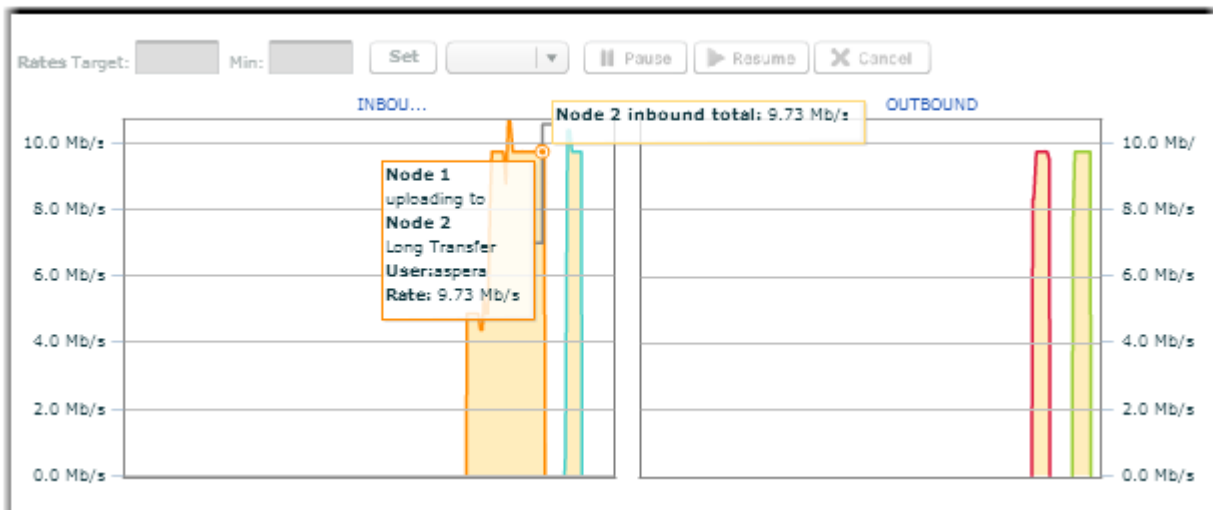 Rates Target: Min: Set Pause Resume Cancel
INBOU...
Node 2 inbound total: 9.73 Mb/s
OUTBOUND
10.0 Mb/s
8.0 Mb/s
6.0 Mb/s
4.0 Mb/s
2.0 Mb/s
0.0 Mb/s
Node 1
uploading to
Node 2
Long Transfer
User:aspera
Rate: 9.73 Mb/s
10.0 Mb/
8.0 Mb/s
6.0 Mb/s
4.0 Mb/s
2.0 Mb/s
0.0 Mb/s